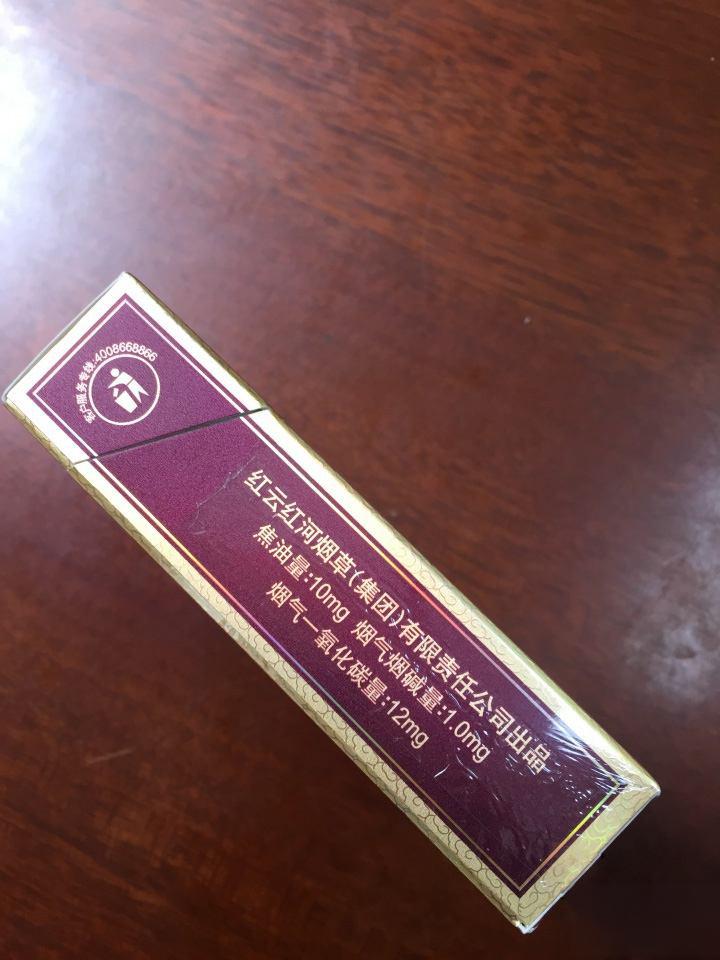 客户服务专线:4008668866
红云红河烟草(集团)有限责任公司出品
焦油量:10mg 烟气烟碱量:1.0mg
烟气一氧化碳量:12mg